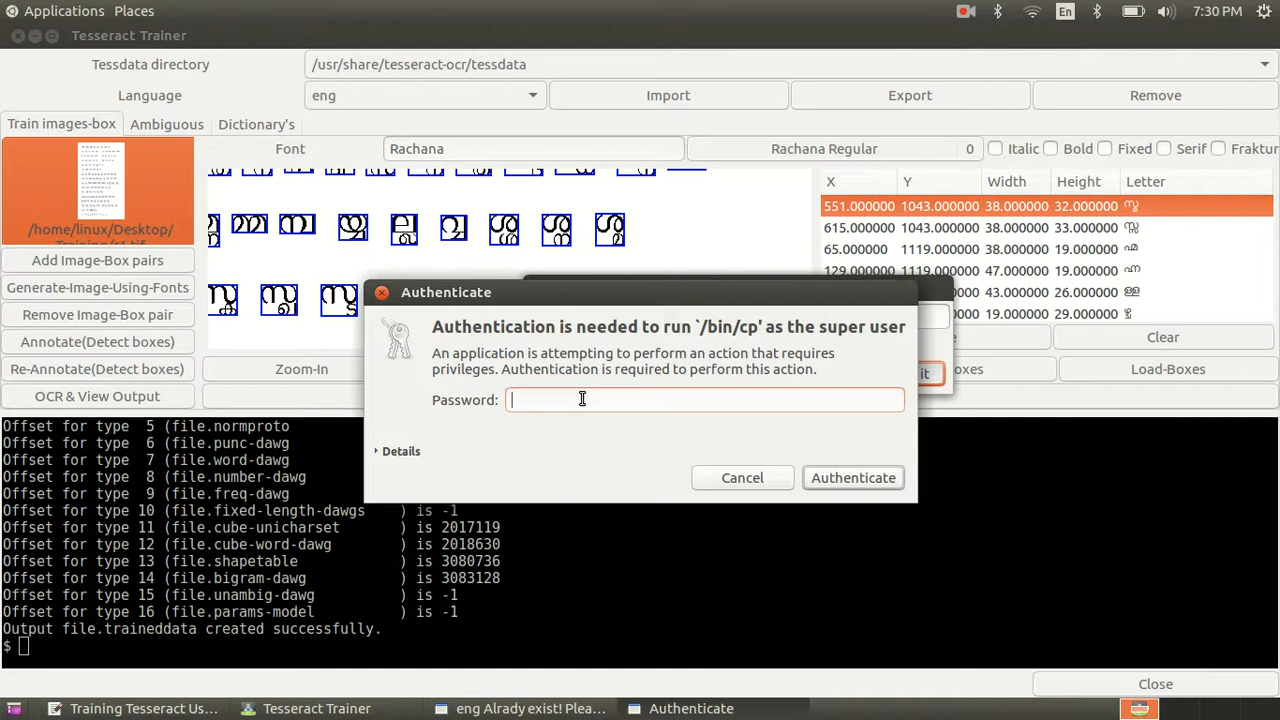 Applications Places
En 7:30 PM
Tesseract Trainer
Tessdata directory /usr/share/tesseract-ocr/tessdata
Language eng Import Export Remove
Train images-box Ambiguous Dictionary's
Font Rachana Rachana Regular 0 Italic Bold Fixed Serif Fraktur
/home/linux/Desktop/
X Y Width Height Letter
551.000000 1043.000000 38.000000 32.000000
615.000000 1043.000000 38.000000 33.000000
65.000000 1119.000000 19.000000
129.000000 1119.000000 47.000000 19.000000
43.000000 26.000000 ള്ള
29.000000 19.000000
Add Image-Box pairs
Generate-Image-Using-Fonts
Remove Image-Box pair
Annotate(Detect boxes)
Re-Annotate(Detect boxes)
OCR & View Output
Clear
Zoom-In oxes Load-Boxes
it
Authenticate
Authentication is needed to run `/bin/cp' as the super user
An application is attempting to perform an action that requires
privileges. Authentication is required to perform this action.
Password:
Details
Cancel Authenticate
Offset for type 5 (file.normproto
Offset for type 6 (file.punc-dawg
Offset for type 7 (file.word-dawg
Offset for type 8 (file.number-dawg
Offset for type 9 (file.freq-dawg
Offset for type 10 (file.fixed-length-dawgs ) is -1
Offset for type 11 (file.cube-unicharset ) is 2017119
Offset for type 12 (file.cube-word-dawg ) is 2018630
Offset for type 13 (file.shapetable ) is 3080736
Offset for type 14 (file.bigram-dawg ) is 3083128
Offset for type 15 (file.unambig-dawg ) is -1
Offset for type 16 (file.params-model ) is -1
Output file.traineddata created successfully.
$
Close
Training Tesseract Us... Tesseract Trainer eng Alrady exist! Plea... Authenticate